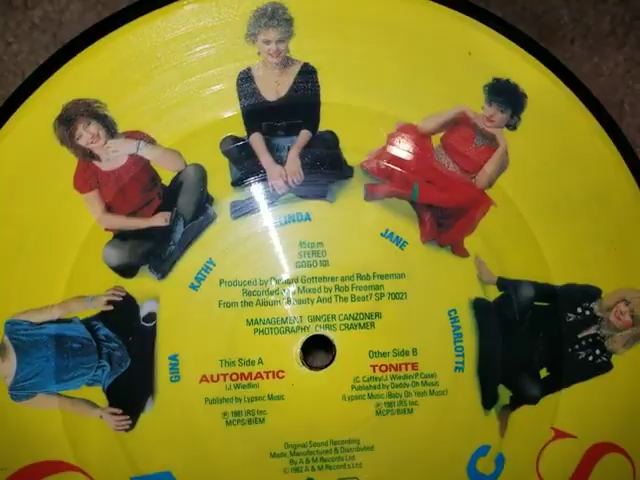 BELINDA
KATHY
JANE
GINA
CHARLOTTE
45r.p.m
STEREO
GOGO 101
Produced by Richard Gottehrer and Rob Freeman
Recorded and Mixed by Rob Freeman
From the Album "Beauty And The Beat" SP 70021
MANAGEMENT: GINGER CANZONERI
PHOTOGRAPHY: CHRIS CRAYMER
This Side A
AUTOMATIC
(J. Wiedlin)
Published by Lypsinc Music
℗ 1981 IRS Inc.
MCPS/BIEM
Other Side B
TONITE
(C. Caffey/J. Wiedlin/P. Case)
Published by Daddy-Oh Music
(Lypsinc Music/Baby Oh Yeah Music)
℗ 1981 IRS Inc.
MCPS/BIEM
Original Sound Recording
Made, Manufactured & Distributed
By A & M Records Ltd.
© 1982 A & M Records Ltd.